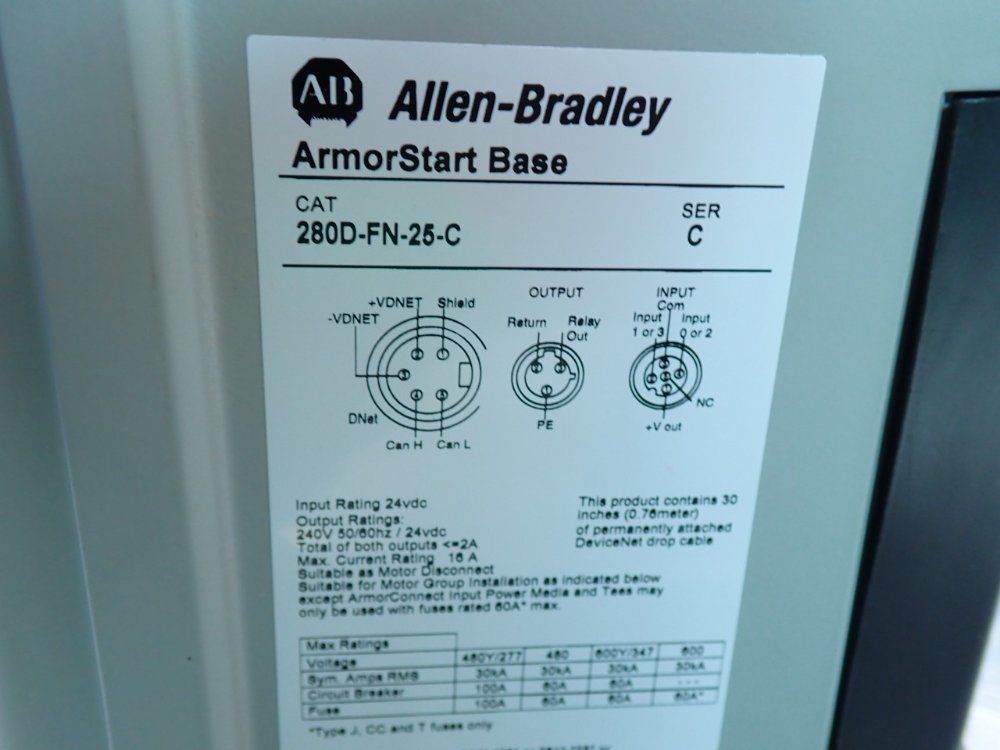 AB Allen-Bradley
ArmorStart Base
CAT
280D-FN-25-C
SER
C
+VDNET Shield
-VDNET
DNet
Can H Can L
OUTPUT
Return Relay
Out
PE
INPUT
Com
Input Input
1 or 3 0 or 2
NC
+V out
Input Rating 24vdc
Output Ratings:
240V 50/60hz / 24vdc
Total of both outputs <=2A
Max. Current Rating 16 A
Suitable as Motor Disconnect
Suitable for Motor Group Installation as indicated below
except ArmorConnect Input Power Media and Tees may
only be used with fuses rated 60A* max.
This product contains 30
inches (0.76meter)
of permanently attached
DeviceNet drop cable
Max Ratings
Voltage 480Y/277 480 600Y/347 600
Sym. Amps RMS 30kA 30kA 30kA 30kA
Circuit Breaker 100A 60A 60A ---
Fuse 100A 60A 60A 60A*
*Type J, CC and T fuses only